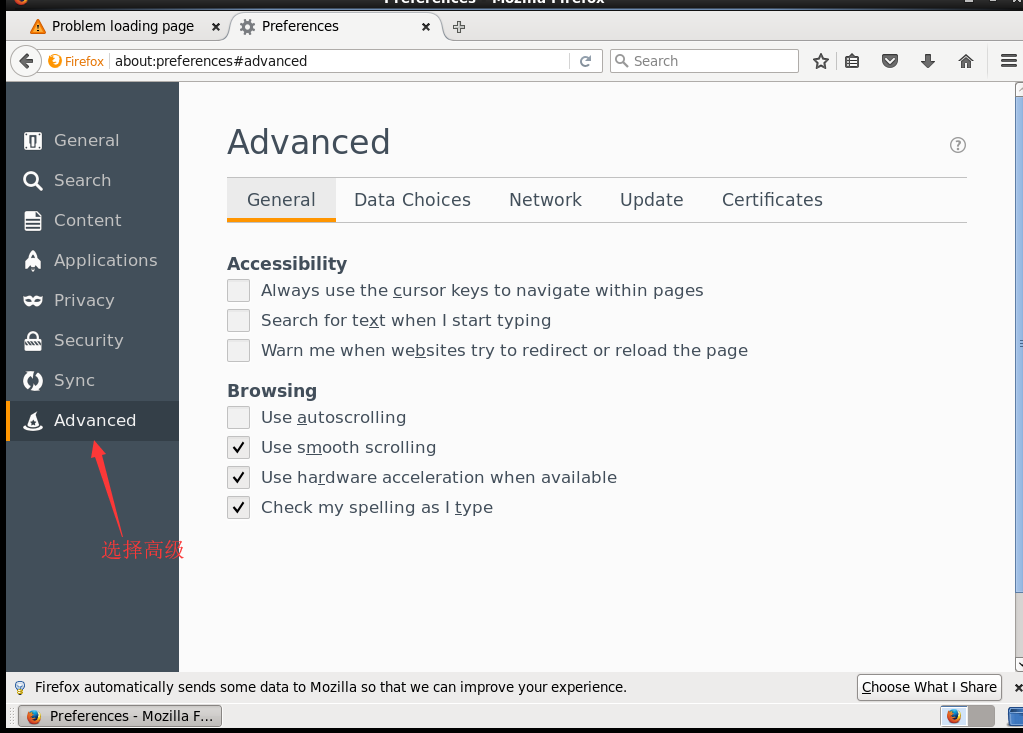 Preferences - Mozilla Firefox
Problem loading page
Preferences
Firefox
about:preferences#advanced
Search
General
Search
Content
Applications
Privacy
Security
Sync
Advanced
选择高级
Advanced
General Data Choices Network Update Certificates
Accessibility
Always use the cursor keys to navigate within pages
Search for text when I start typing
Warn me when websites try to redirect or reload the page
Browsing
Use autoscrolling
Use smooth scrolling
Use hardware acceleration when available
Check my spelling as I type
Firefox automatically sends some data to Mozilla so that we can improve your experience.
Choose What I Share
Preferences - Mozilla F...